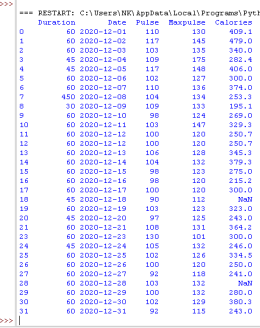 >>>
=== RESTART: C:\Users\NK\AppData\Local\Programs\Pyth
Duration Date Pulse Maxpulse Calories
0 60 2020-12-01 110 130 409.1
1 60 2020-12-02 117 145 479.0
2 60 2020-12-03 103 135 340.0
3 45 2020-12-04 109 175 282.4
4 45 2020-12-05 117 148 406.0
5 60 2020-12-06 102 127 300.0
6 60 2020-12-07 110 136 374.0
7 450 2020-12-08 104 134 253.3
8 30 2020-12-09 109 133 195.1
9 60 2020-12-10 98 124 269.0
10 60 2020-12-11 103 147 329.3
11 60 2020-12-12 100 120 250.7
12 60 2020-12-12 100 120 250.7
13 60 2020-12-13 106 128 345.3
14 60 2020-12-14 104 132 379.3
15 60 2020-12-15 98 123 275.0
16 60 2020-12-16 98 120 215.2
17 60 2020-12-17 100 120 300.0
18 45 2020-12-18 90 112 NaN
19 60 2020-12-19 103 123 323.0
20 45 2020-12-20 97 125 243.0
21 60 2020-12-21 108 131 364.2
23 60 2020-12-23 130 101 300.0
24 45 2020-12-24 105 132 246.0
25 60 2020-12-25 102 126 334.5
26 60 2020-12-26 100 120 250.0
27 60 2020-12-27 92 118 241.0
28 60 2020-12-28 103 132 NaN
29 60 2020-12-29 100 132 280.0
30 60 2020-12-30 102 129 380.3
31 60 2020-12-31 92 115 243.0
>>>